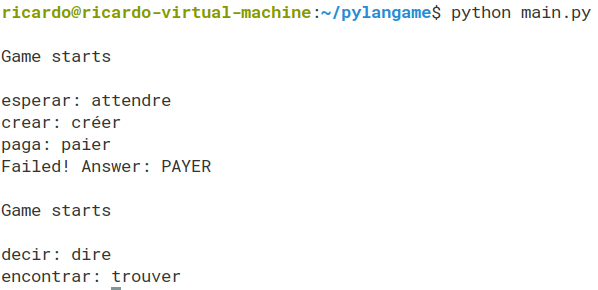 ricardo@ricardo-virtual-machine:~/pylangame$ python main.py
Game starts
esperar: attendre
crear: créer
paga: paier
Failed! Answer: PAYER
Game starts
decir: dire
encontrar: trouver